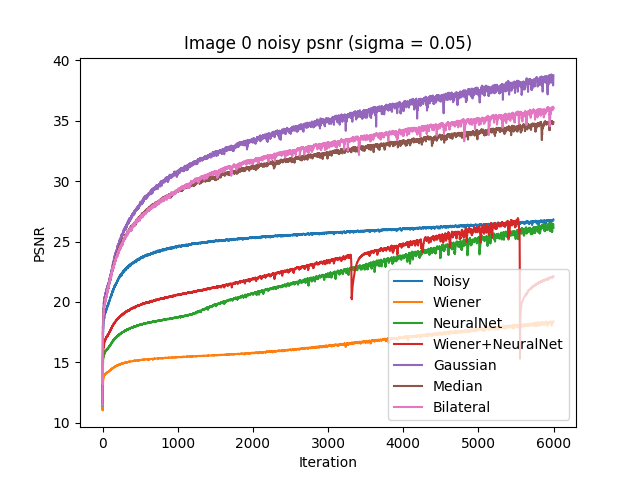 Image 0 noisy psnr (sigma = 0.05)
40
35
30
25
20
15
10
PSNR
Noisy
Wiener
NeuralNet
Wiener+NeuralNet
Gaussian
Median
Bilateral
0 1000 2000 3000 4000 5000 6000
Iteration